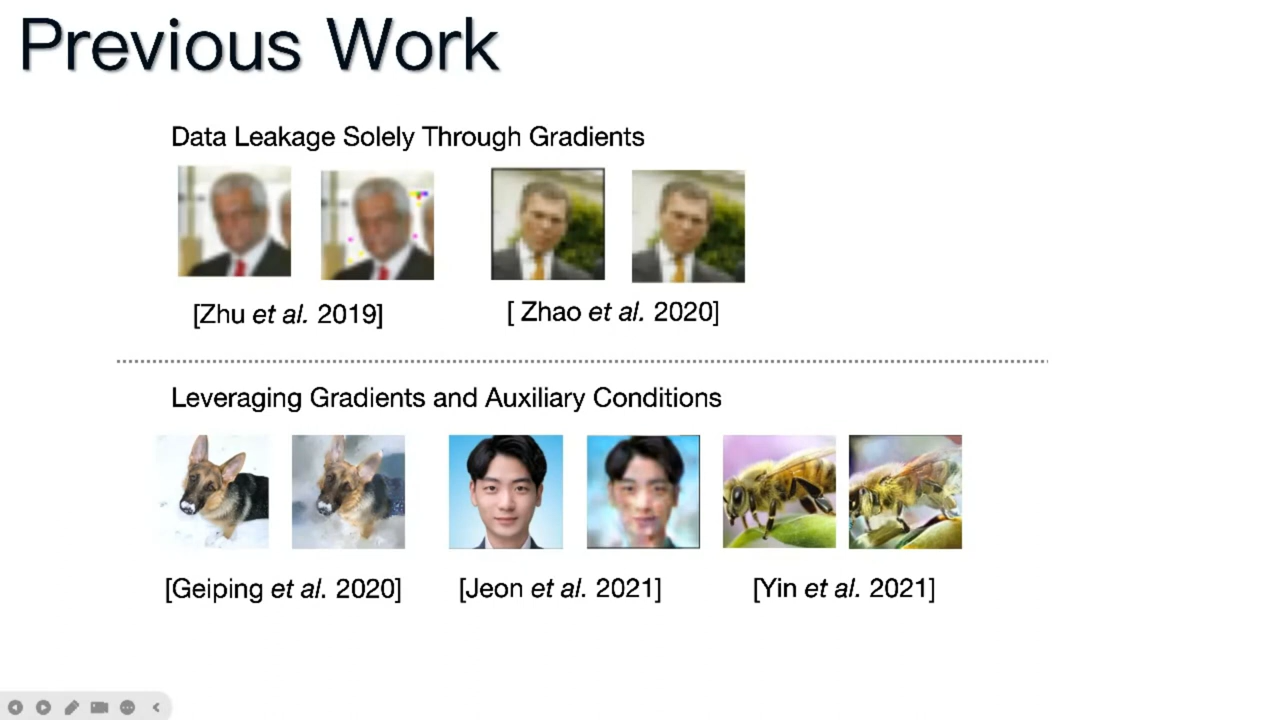 Previous Work
Data Leakage Solely Through Gradients
[Zhu et al. 2019]
[ Zhao et al. 2020]
Leveraging Gradients and Auxiliary Conditions
[Geiping et al. 2020]
[Jeon et al. 2021]
[Yin et al. 2021]